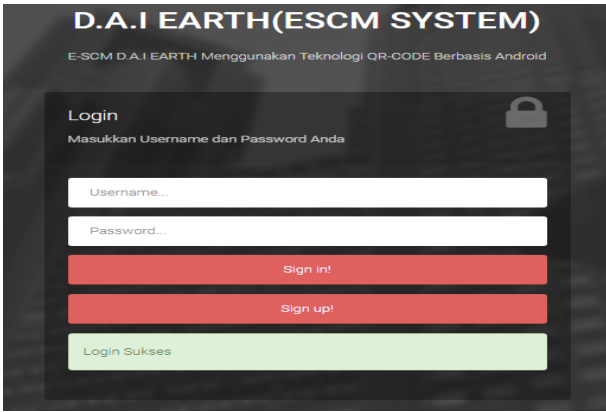 D.A.I EARTH(ESCM SYSTEM)
E-SCM D.A.I EARTH Menggunakan Teknologi QR-CODE Berbasis Android
Login
Masukkan Username dan Password Anda
Username...
Password...
Sign in!
Sign up!
Login Sukses